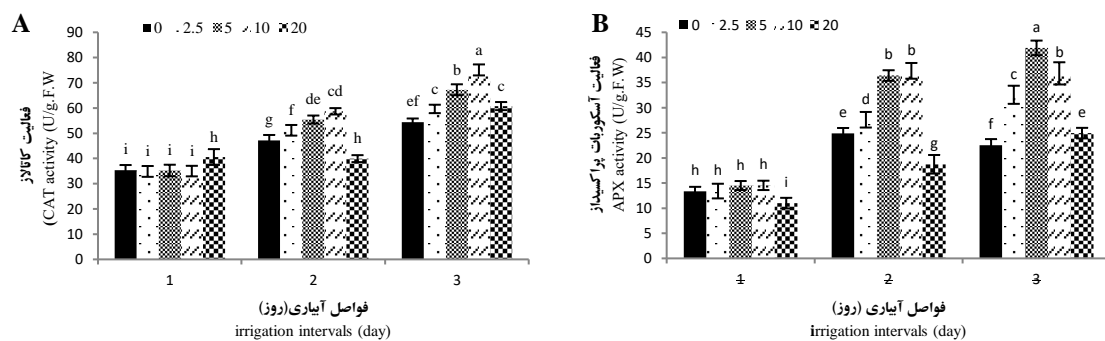 A
0 2.5 5 10 20
90
80
70
60
50
40
30
20
10
0
فعالیت کاتالاز
(CAT activity (U/g.F.W
i i i i h
g f de cd h
ef c b a c
1 2 3
فواصل آبیاری(روز)
irrigation intervals (day)
B
0 2.5 5 10 20
45
40
35
30
25
20
15
10
5
0
فعالیت آسکوربات پراکسیداز
APX activity (U/g.F.W)
h h h h i
e d b b g
f c a b e
1 2 3
فواصل آبیاری (روز)
irrigation intervals (day)